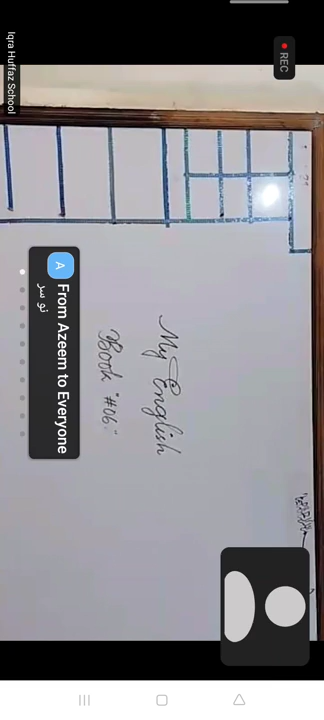 REC
My English
Book "#06"
A
From Azeem to Everyone
نو سر
Iqra Huffaz School